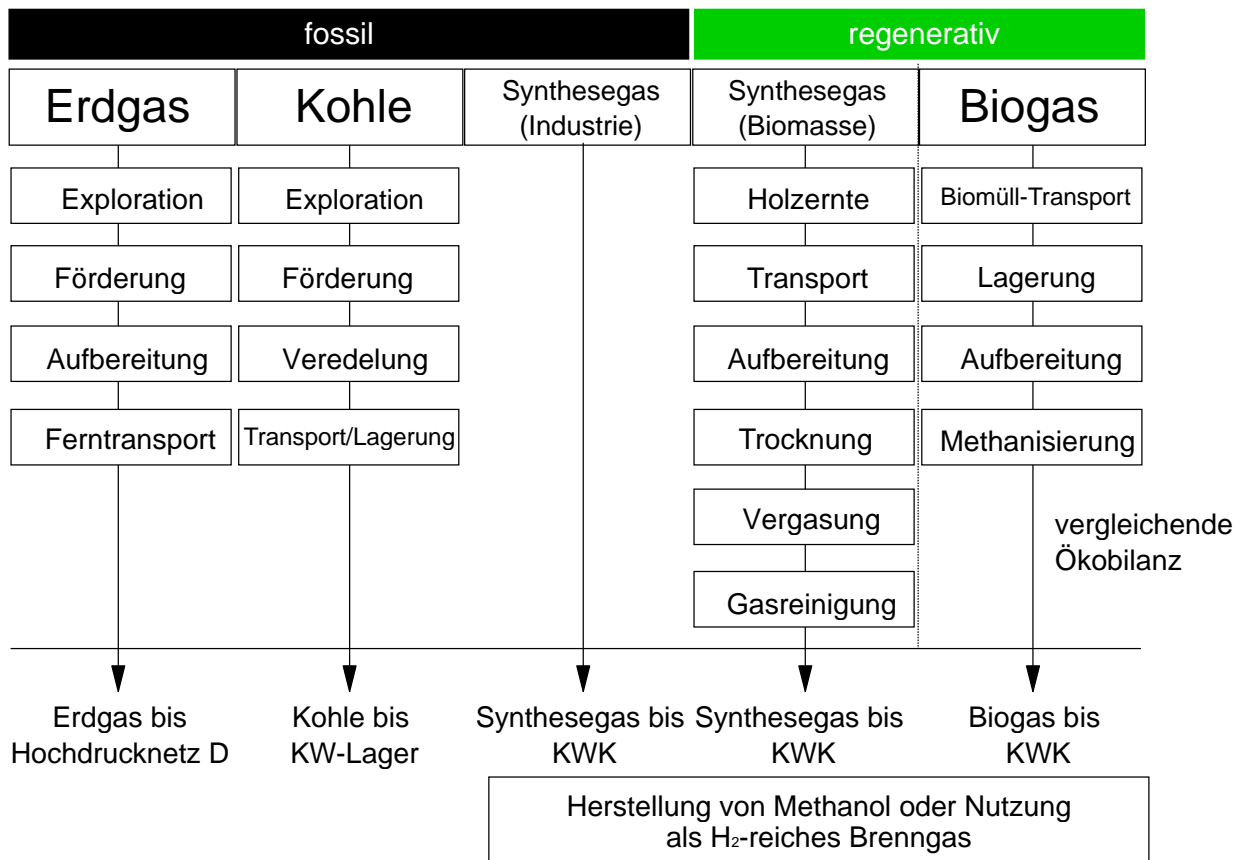 fossil
regenerativ
Erdgas
Kohle
Synthesegas
(Industrie)
Synthesegas
(Biomasse)
Biogas
Exploration
Förderung
Aufbereitung
Ferntransport
Exploration
Förderung
Veredelung
Transport/Lagerung
Holzernte
Transport
Aufbereitung
Trocknung
Vergasung
Gasreinigung
Biomüll-Transport
Lagerung
Aufbereitung
Methanisierung
vergleichende
Ökobilanz
Erdgas bis
Hochdrucknetz D
Kohle bis
KW-Lager
Synthesegas bis
KWK
Synthesegas bis
KWK
Biogas bis
KWK
Herstellung von Methanol oder Nutzung
als H₂-reiches Brenngas